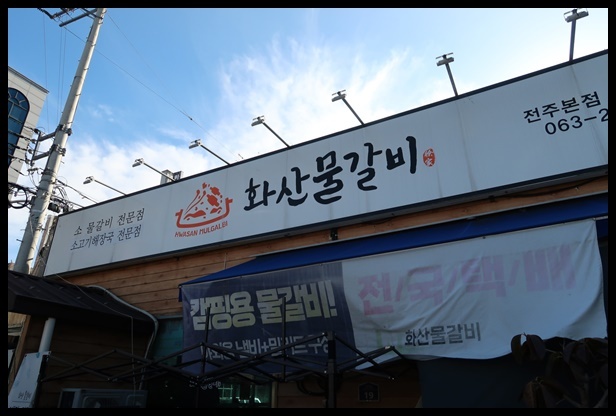 소 물갈비 전문점
소고기해장국 전문점
HWASAN MULGALBI
화산물갈비
전주본점
063-2
캠핑용 물갈비!
전/국/택/배
화산물갈비